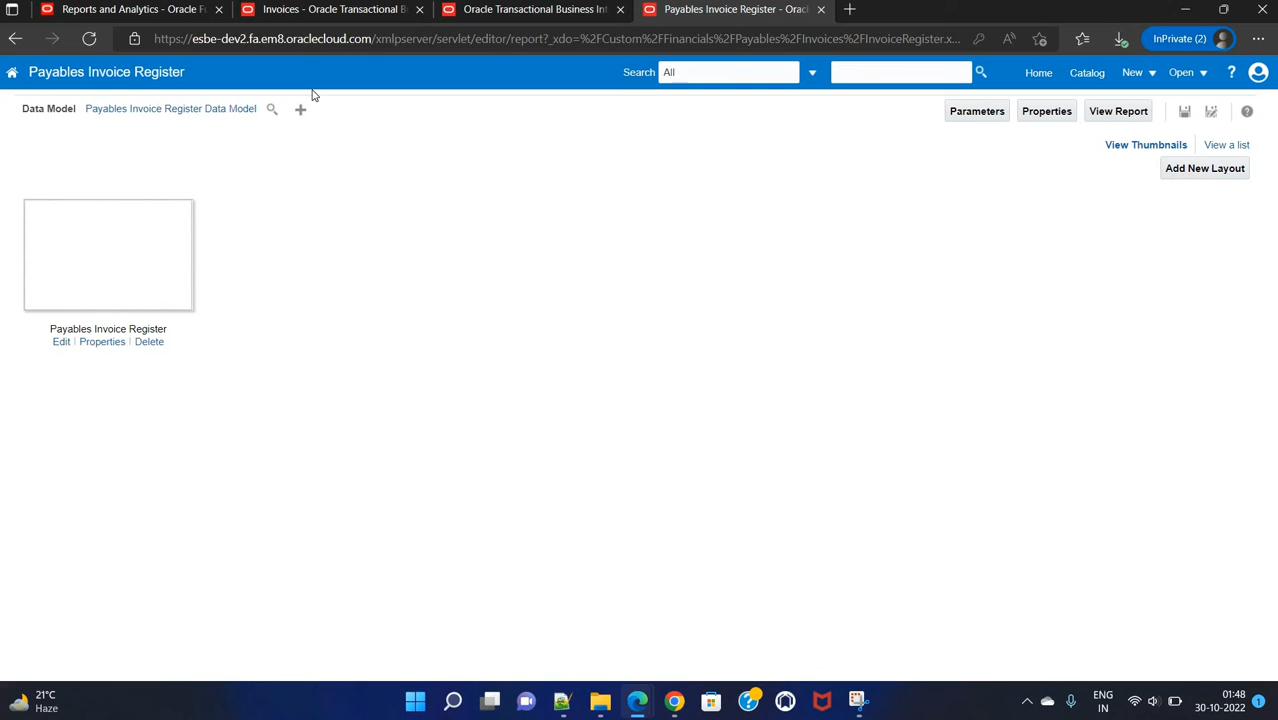 Reports and Analytics - Oracle Fu
Invoices - Oracle Transactional B
Oracle Transactional Business Int
Payables Invoice Register - Oracl
https://esbe-dev2.fa.em8.oraclecloud.com/xmlpserver/servlet/editor/report?_xdo=%2FCustom%2FFinancials%2FPayables%2FInvoices%2FInvoiceRegister.x...
InPrivate (2)
Payables Invoice Register
Search All
Home Catalog New Open
Data Model Payables Invoice Register Data Model
Parameters Properties View Report
View Thumbnails View a list
Add New Layout
Payables Invoice Register
Edit | Properties | Delete
21°C
Haze
ENG
IN
01:48
30-10-2022
1